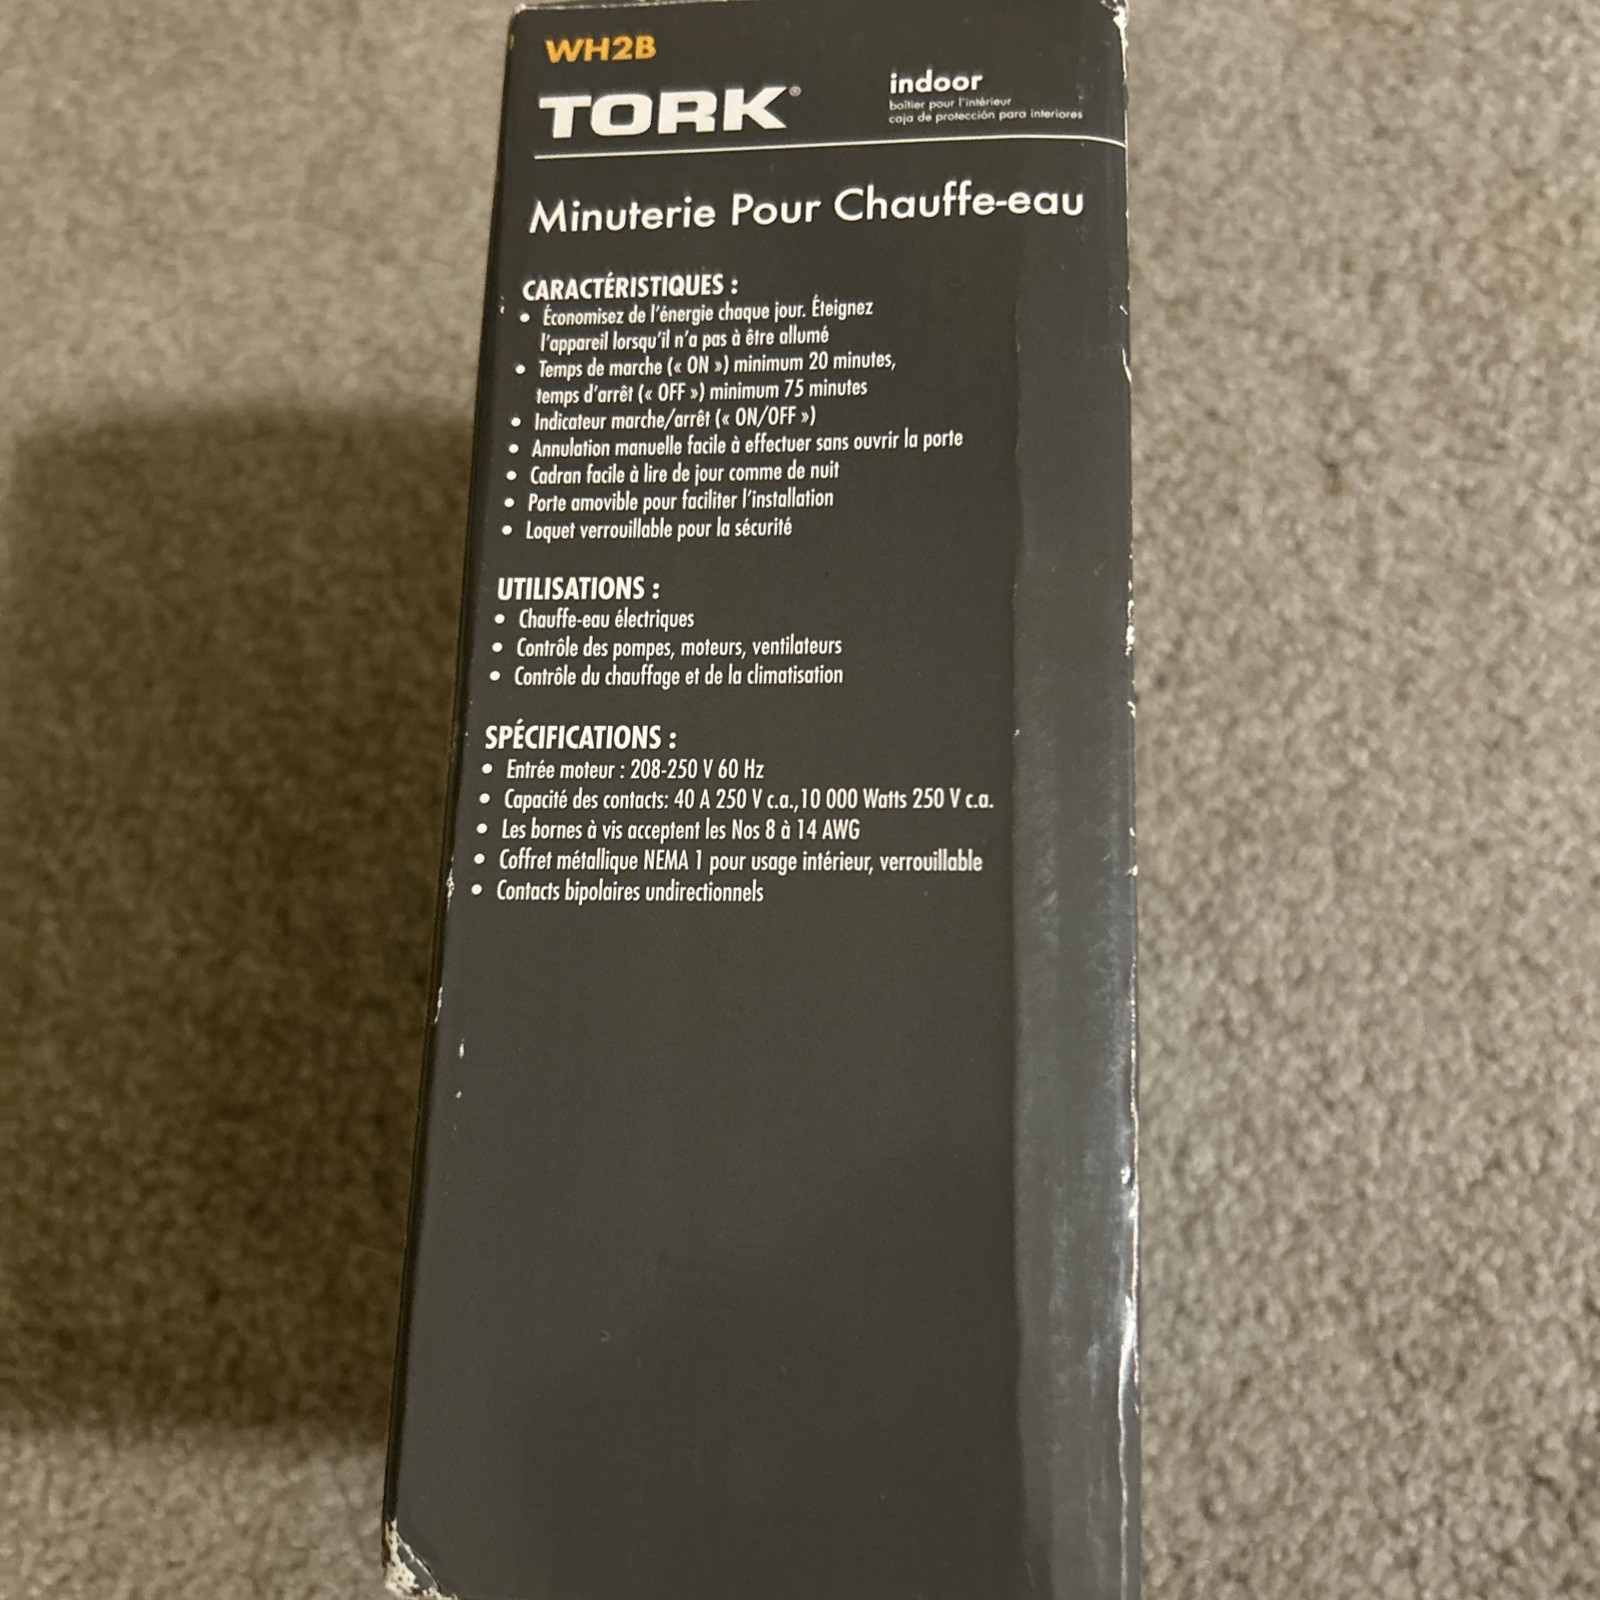 WH2B
TORK®
indoor
boîtier pour l'intérieur
caja de protección para interiores
Minuterie Pour Chauffe-eau
CARACTÉRISTIQUES :
• Économisez de l'énergie chaque jour. Éteignez
l'appareil lorsqu'il n'a pas à être allumé
• Temps de marche (« ON ») minimum 20 minutes,
temps d'arrêt (« OFF ») minimum 75 minutes
• Indicateur marche/arrêt (« ON/OFF »)
• Annulation manuelle facile à effectuer sans ouvrir la porte
• Cadran facile à lire de jour comme de nuit
• Porte amovible pour faciliter l'installation
• Loquet verrouillable pour la sécurité
UTILISATIONS :
• Chauffe-eau électriques
• Contrôle des pompes, moteurs, ventilateurs
• Contrôle du chauffage et de la climatisation
SPÉCIFICATIONS :
• Entrée moteur : 208-250 V 60 Hz
• Capacité des contacts: 40 A 250 V c.a.,10 000 Watts 250 V c.a.
• Les bornes à vis acceptent les Nos 8 à 14 AWG
• Coffret métallique NEMA 1 pour usage intérieur, verrouillable
• Contacts bipolaires undirectionnels